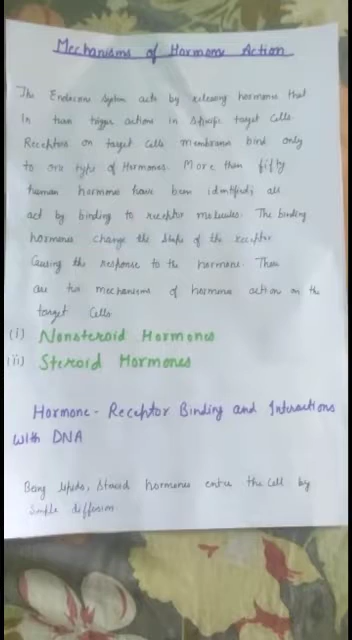 Mechanisms of Hormone Action
The Endocrine System acts by releasing hormones that
In turn trigger actions in Specific target Cells
Receptors on target Cells membranes bind only
to one type of Hormones. More than fifty
human hormones have been identified; all
act by binding to receptor molecules. The binding
hormones change the shape of the receptor
Causing the response to the hormone. There
are two mechanisms of hormone action on the
target Cells
(i) Nonsteroid Hormones
(ii) Steroid Hormones
Hormone - Receptor Binding and Interactions
With DNA
Being lipids, Steroid hormones enter the cell by
Simple diffusion